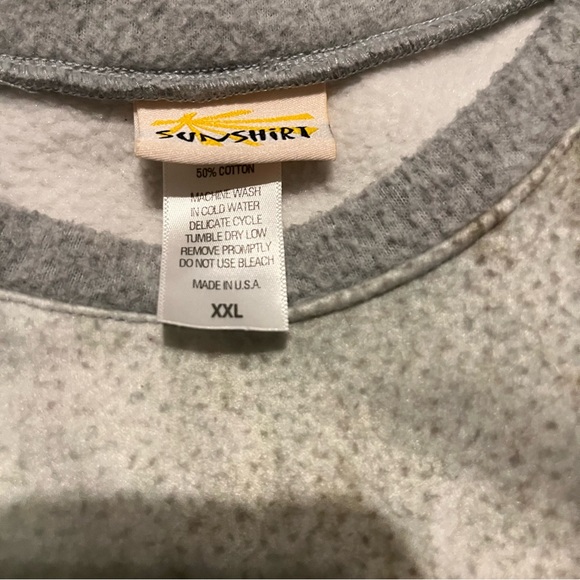 SUNSHIRT
50% COTTON
MACHINE WASH
IN COLD WATER
DELICATE CYCLE
TUMBLE DRY LOW
REMOVE PROMPTLY
DO NOT USE BLEACH
MADE IN U.S.A.
XXL